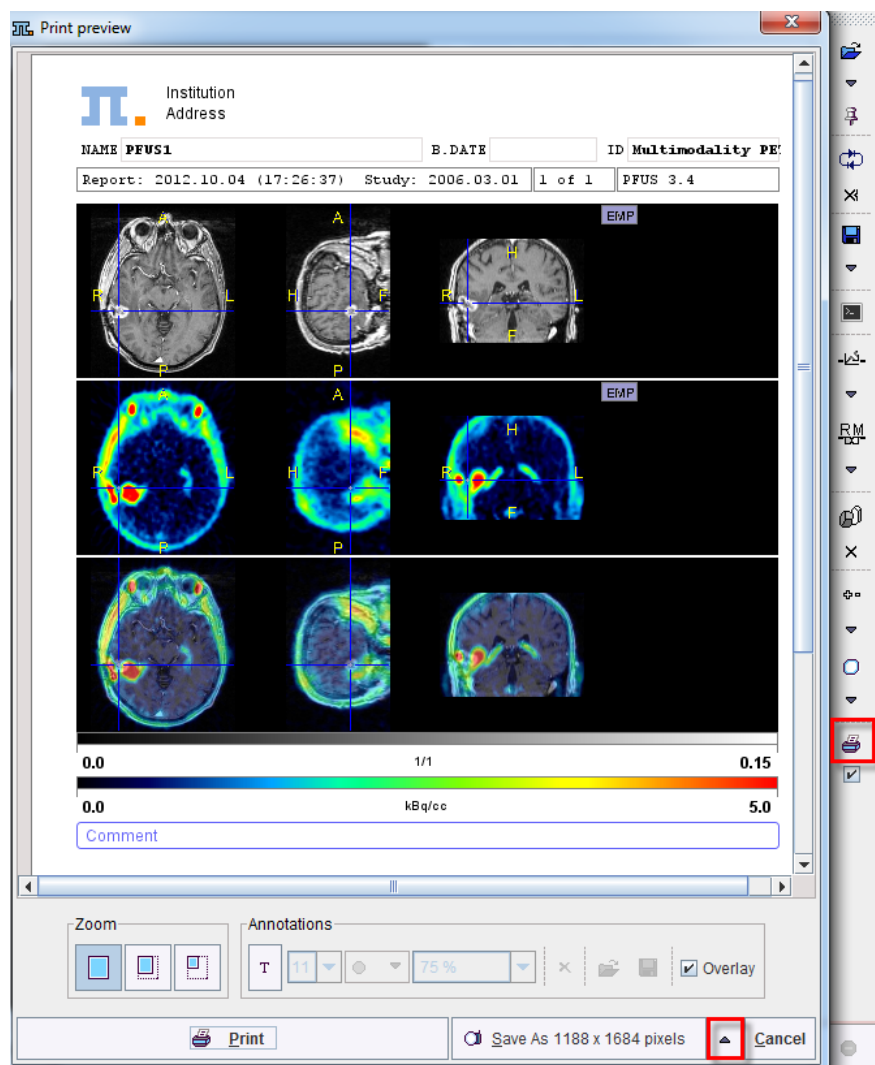 Print preview
Institution
Address
NAME PFUS1 B.DATE ID Multimodality PE
Report: 2012.10.04 (17:26:37) Study: 2006.03.01 1 of 1 PFUS 3.4
EMP
A A
H
R L H F R L
F
P P
EMP
A A
H
R L H F R L
F
P P
0.0 1/1 0.15
0.0 kBq/cc 5.0
Comment
Zoom Annotations
T 11 75 % Overlay
Print Save As 1188 x 1684 pixels Cancel
RM